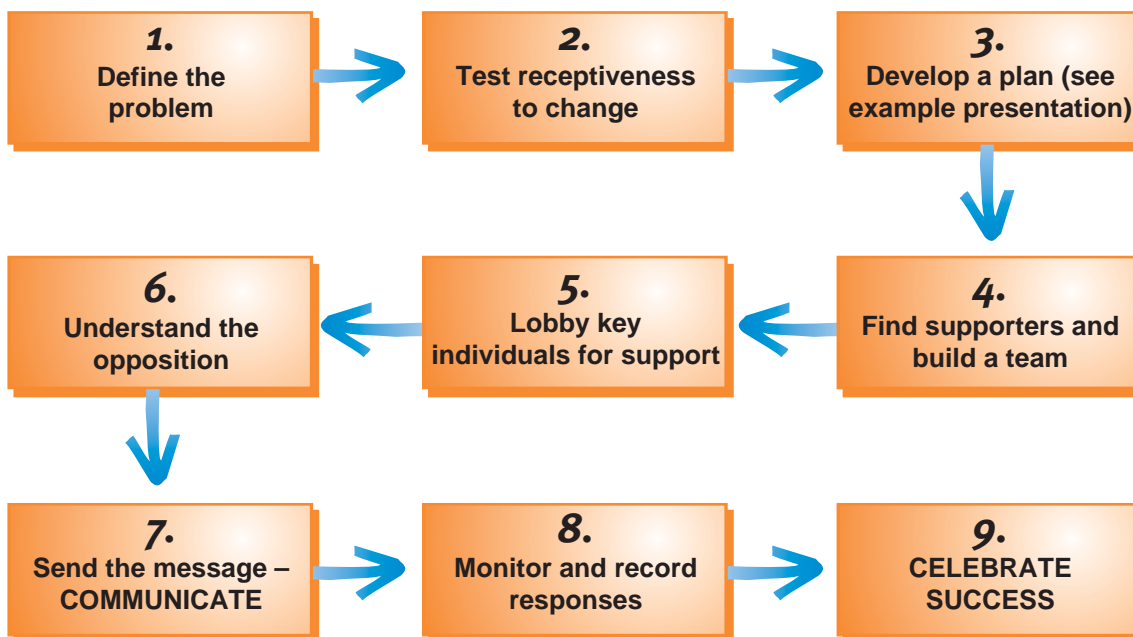 1.
Define the
problem
2.
Test receptiveness
to change
3.
Develop a plan (see
example presentation)
4.
Find supporters and
build a team
5.
Lobby key
individuals for support
6.
Understand the
opposition
7.
Send the message –
COMMUNICATE
8.
Monitor and record
responses
9.
CELEBRATE
SUCCESS